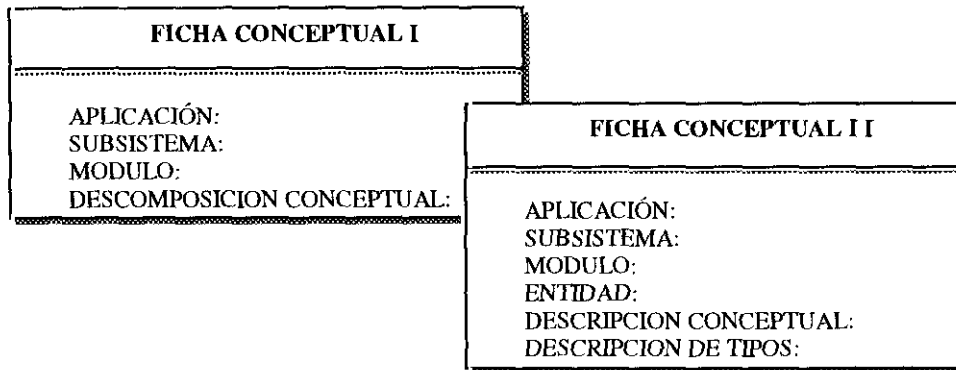 FICHA CONCEPTUAL I
APLICACIÓN:
SUBSISTEMA:
MODULO:
DESCOMPOSICION CONCEPTUAL:
FICHA CONCEPTUAL I I
APLICACIÓN:
SUBSISTEMA:
MODULO:
ENTIDAD:
DESCRIPCION CONCEPTUAL:
DESCRIPCION DE TIPOS: